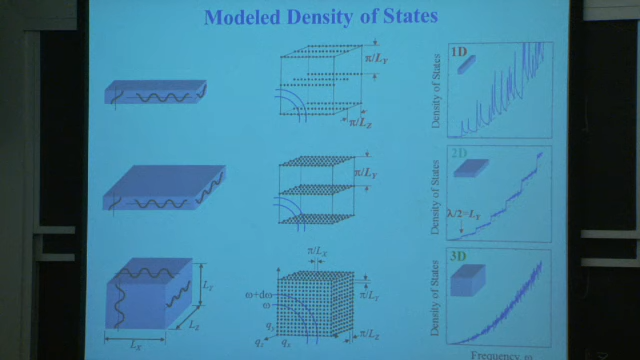 Modeled Density of States
π/L_Y
π/L_Z
1D
Density of States
π/L_Y
2D
λ/2=L_Y
Density of States
π/L_Z
ω+dω
ω
π/L_Y
π/L_Z
L_Y
L_Z
L_X
3D
Density of States
Frequency ω